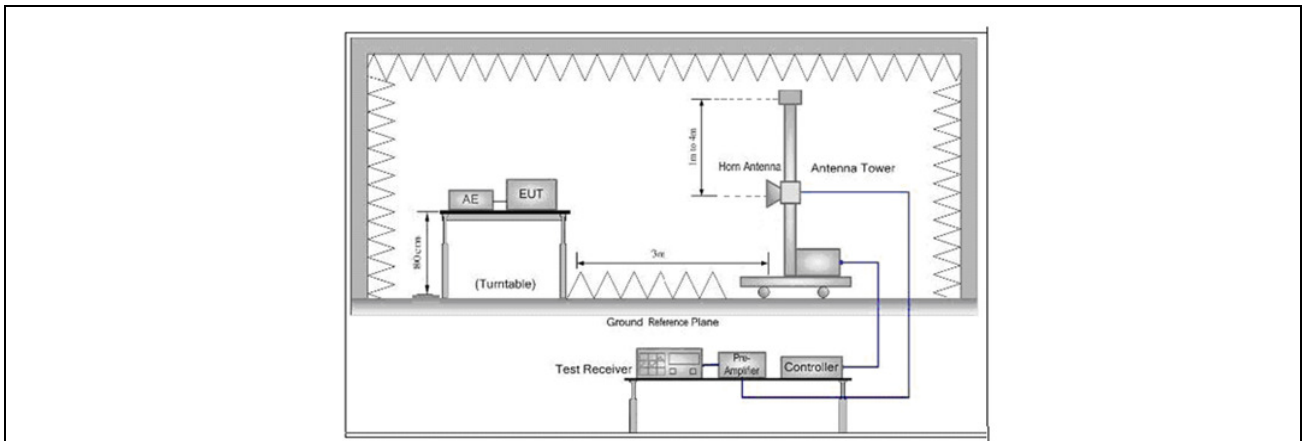 1m to 4m
Horn Antenna
Antenna Tower
AE
EUT
80cm
3m
(Turntable)
Ground Reference Plane
Test Receiver
Pre-
Amplifier
Controller